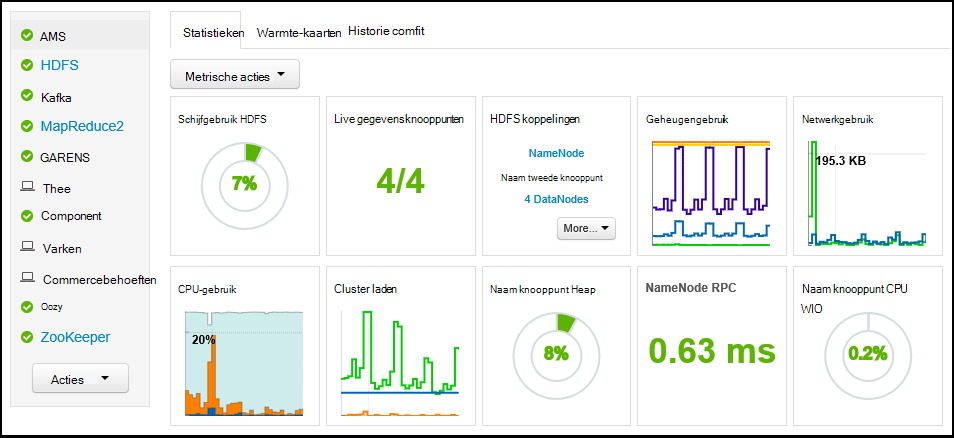 AMS
HDFS
Kafka
MapReduce2
GARENS
Thee
Component
Varken
Commercebehoeften
Oozy
ZooKeeper
Acties
Statistieken
Warmte-kaarten
Historie comfit
Metrische acties
Schijfgebruik HDFS
7%
Live gegevensknooppunten
4/4
HDFS koppelingen
NameNode
Naam tweede knooppunt
4 DataNodes
More...
Geheugengebruik
Netwerkgebruik
195.3 KB
CPU-gebruik
20%
Cluster laden
Naam knooppunt Heap
8%
NameNode RPC
0.63 ms
Naam knooppunt CPU
WIO
0.2%